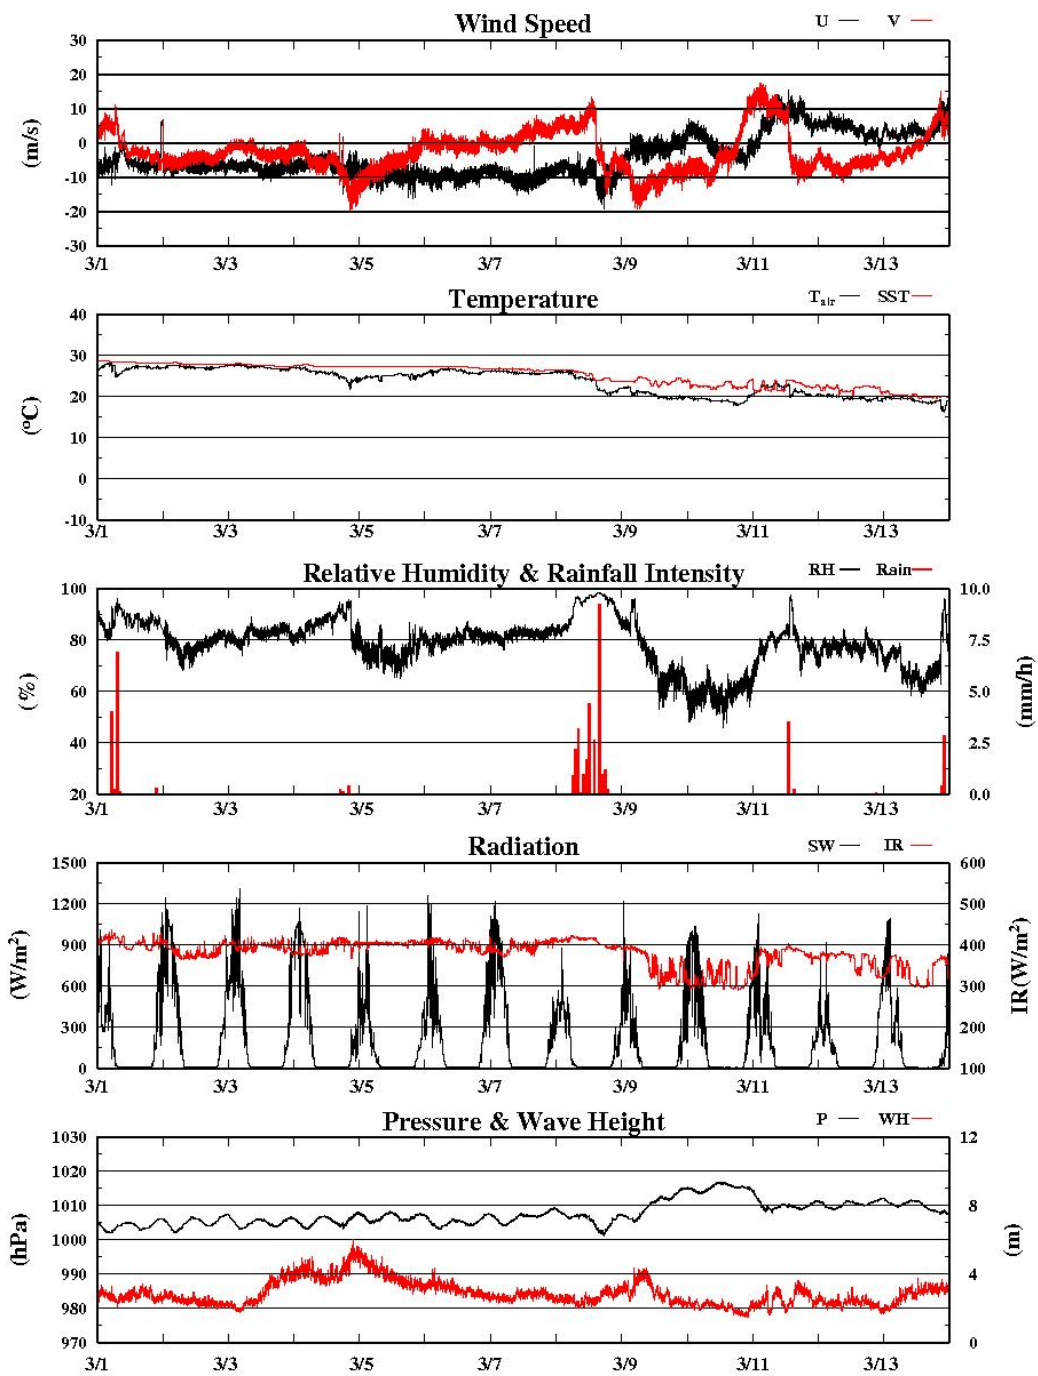 Wind Speed U V
30
20
10
0
-10
-20
-30
(m/s)
3/1 3/3 3/5 3/7 3/9 3/11 3/13
Temperature Tair SST
40
30
20
10
0
-10
(°C)
3/1 3/3 3/5 3/7 3/9 3/11 3/13
Relative Humidity & Rainfall Intensity RH Rain
100 10.0
80 7.5
60 5.0
40 2.5
20 0.0
(%) (mm/h)
3/1 3/3 3/5 3/7 3/9 3/11 3/13
Radiation SW IR
1500 600
1200 500
900 400
600 300
300 200
0 100
(W/m²) IR(W/m²)
3/1 3/3 3/5 3/7 3/9 3/11 3/13
Pressure & Wave Height P WH
1030 12
1020
1010 8
1000
990 4
980
970 0
(hPa) (m)
3/1 3/3 3/5 3/7 3/9 3/11 3/13